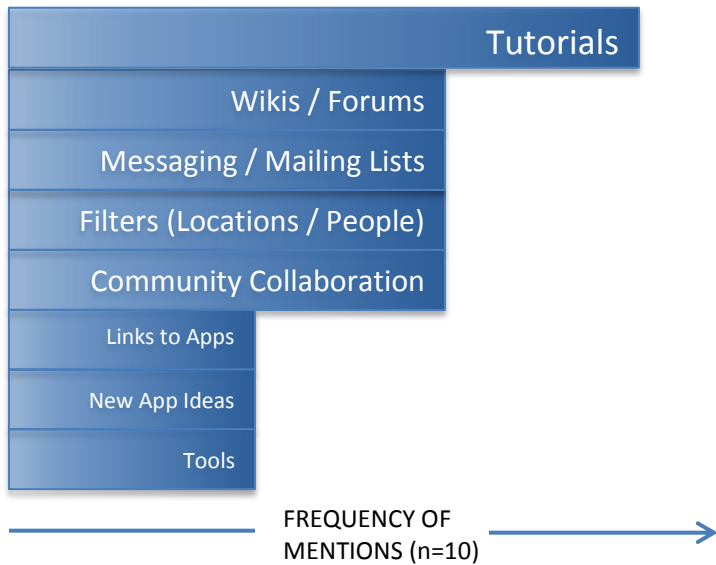 Tutorials
Wikis / Forums
Messaging / Mailing Lists
Filters (Locations / People)
Community Collaboration
Links to Apps
New App Ideas
Tools
FREQUENCY OF
MENTIONS (n=10)